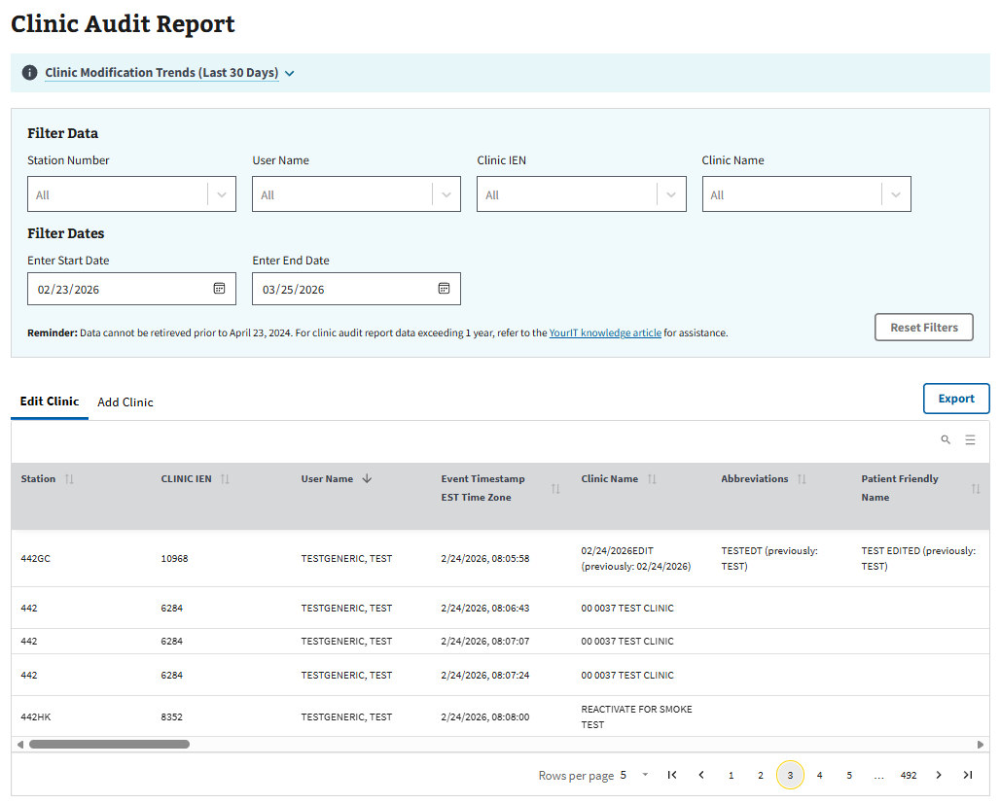 Clinic Audit Report
Clinic Modification Trends (Last 30 Days)
Filter Data
Station Number User Name Clinic IEN Clinic Name
All All All All
Filter Dates
Enter Start Date Enter End Date
02/23/2026 03/25/2026
Reminder: Data cannot be retireved prior to April 23, 2024. For clinic audit report data exceeding 1 year, refer to the YourIT knowledge article for assistance.
Reset Filters
Edit Clinic Add Clinic Export
Station CLINIC IEN User Name Event Timestamp Clinic Name Abbreviations Patient Friendly
EST Time Zone Name
442GC 10968 TESTGENERIC, TEST 2/24/2026, 08:05:58 02/24/2026EDIT TESTEDT (previously: TEST EDITED (previously:
(previously: 02/24/2026) TEST) TEST)
442 6284 TESTGENERIC, TEST 2/24/2026, 08:06:43 00 0037 TEST CLINIC
442 6284 TESTGENERIC, TEST 2/24/2026, 08:07:07 00 0037 TEST CLINIC
442 6284 TESTGENERIC, TEST 2/24/2026, 08:07:24 00 0037 TEST CLINIC
442HK 8352 TESTGENERIC, TEST 2/24/2026, 08:08:00 REACTIVATE FOR SMOKE
TEST
Rows per page 5 1 2 3 4 5 ... 492